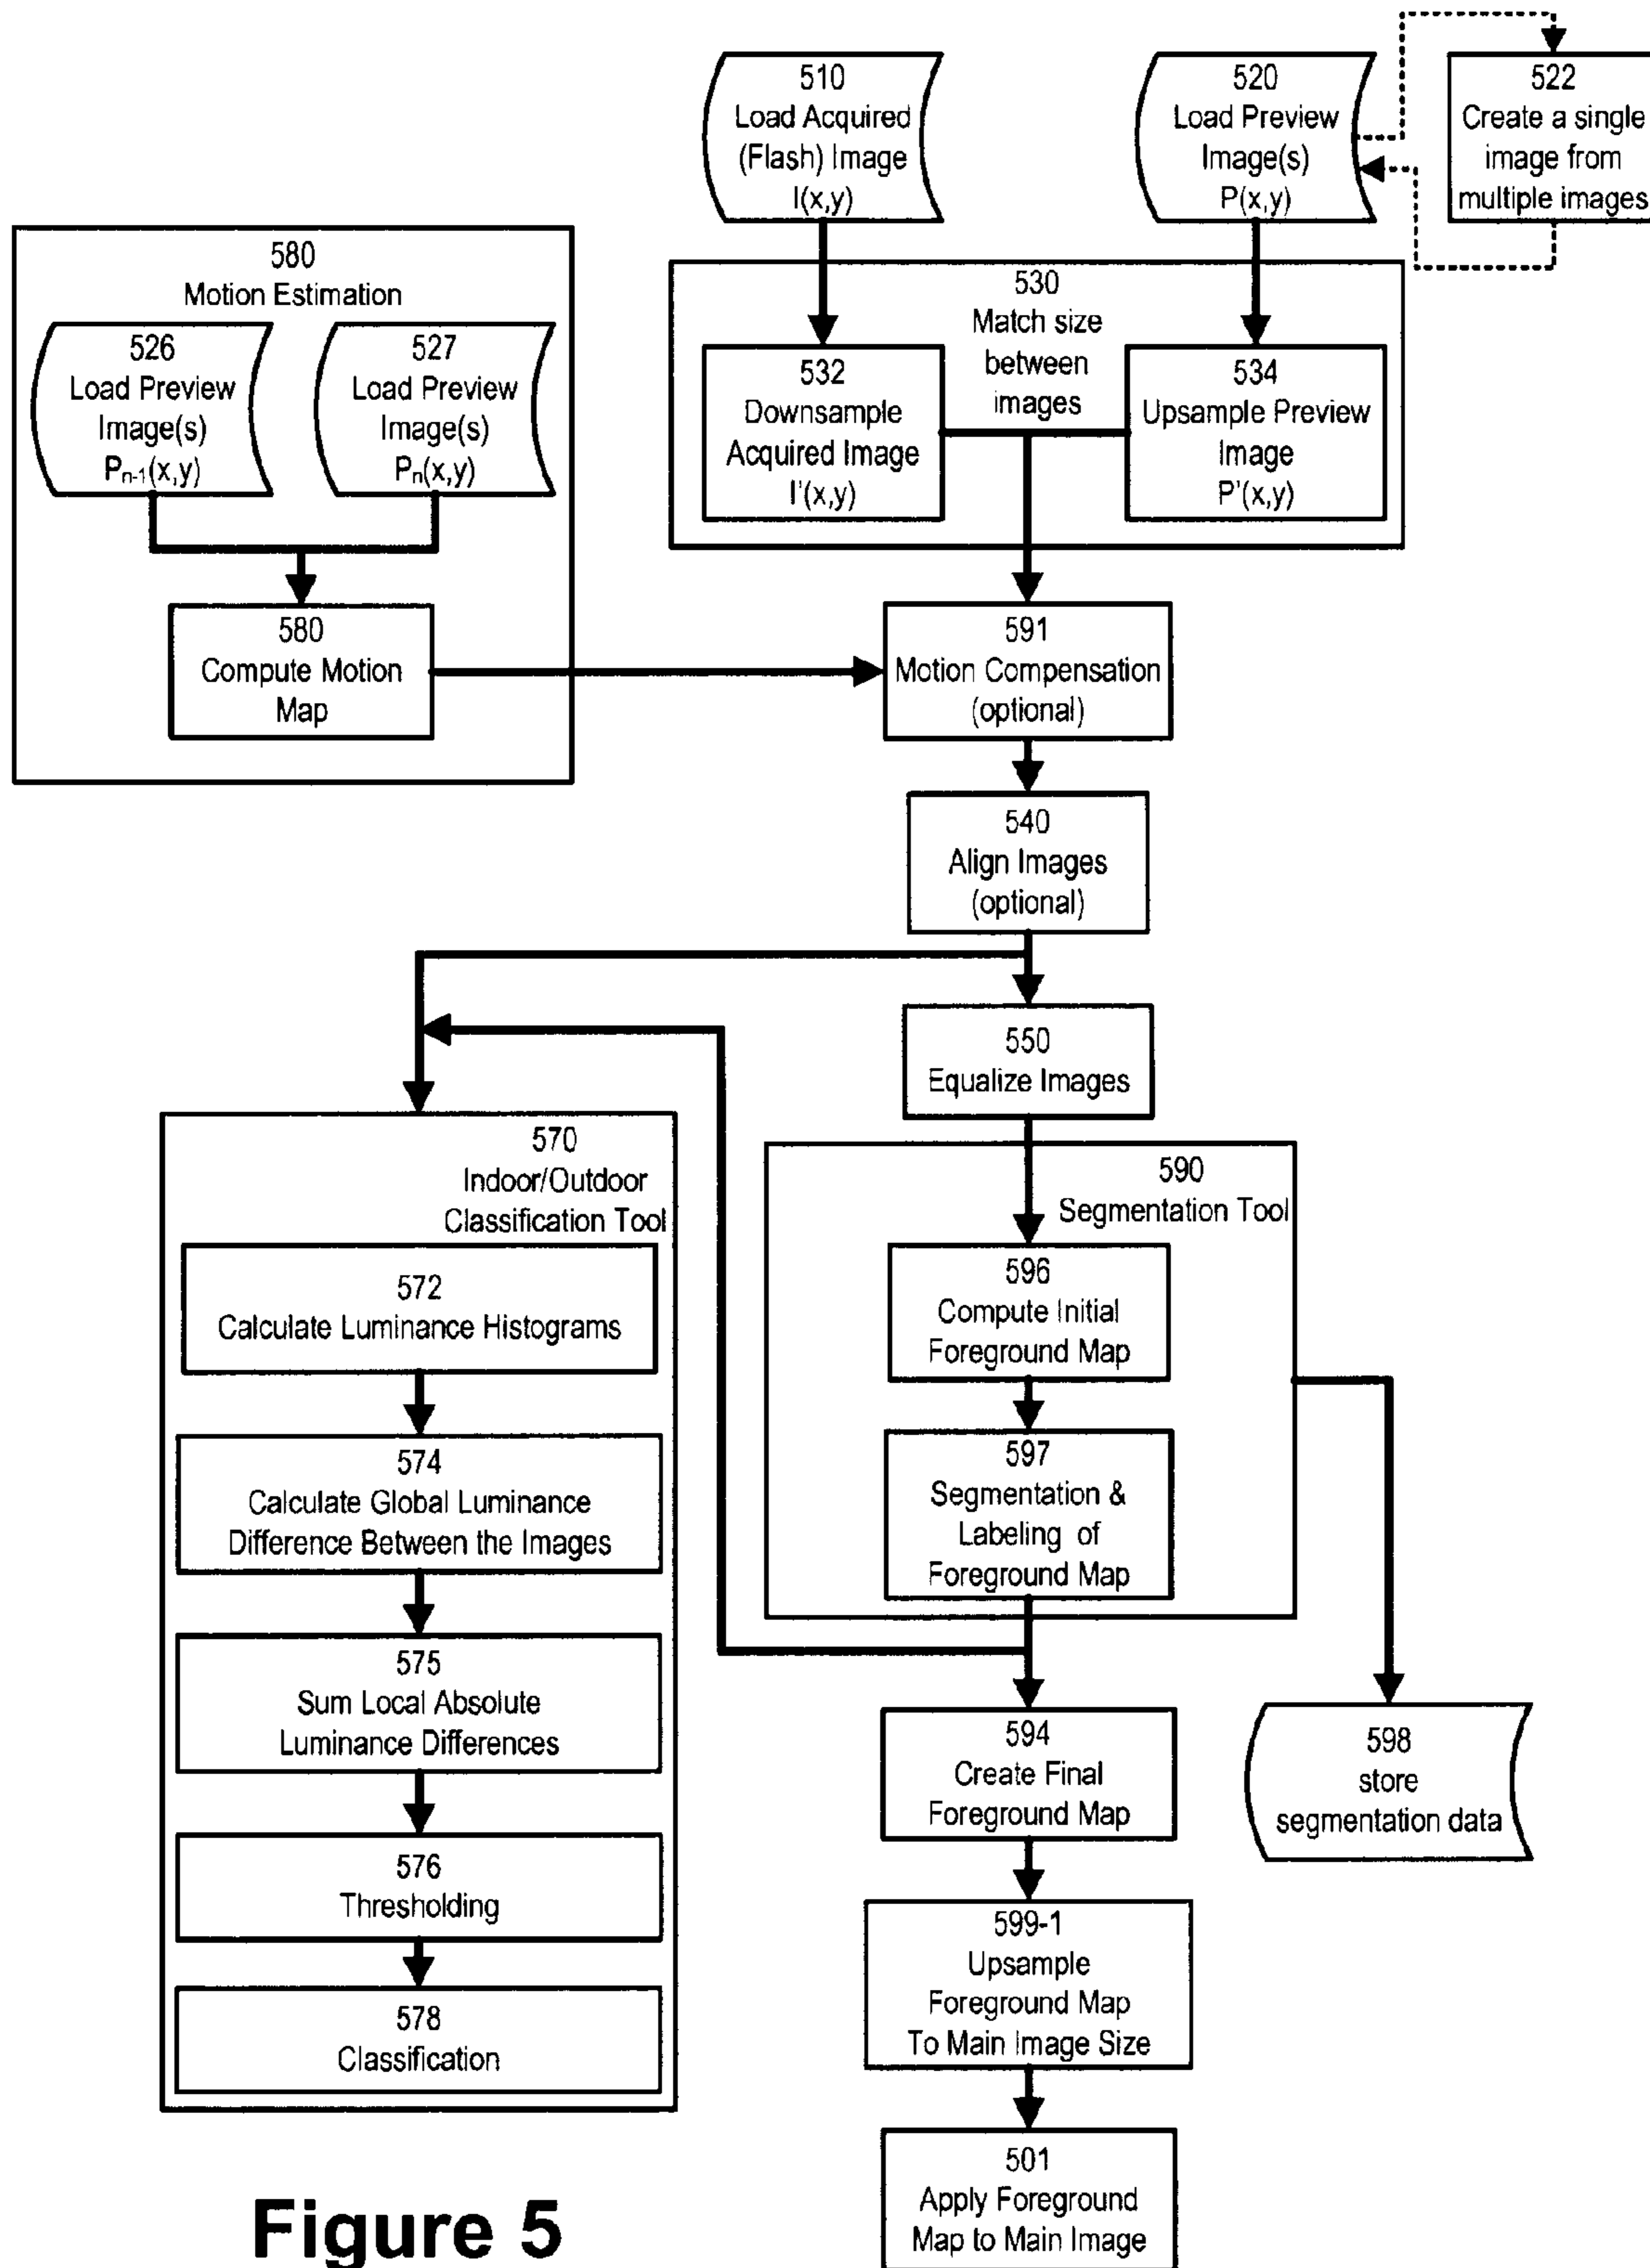 510
Load Acquired
(Flash) Image
I(x,y)
520
Load Preview
Image(s)
P(x,y)
522
Create a single
image from
multiple images
580
Motion Estimation
526
Load Preview
Image(s)
Pn-1(x,y)
527
Load Preview
Image(s)
Pn(x,y)
580
Compute Motion
Map
530
Match size
between
images
532
Downsample
Acquired Image
I'(x,y)
534
Upsample Preview
Image
P'(x,y)
591
Motion Compensation
(optional)
540
Align Images
(optional)
550
Equalize Images
570
Indoor/Outdoor
Classification Tool
572
Calculate Luminance Histograms
574
Calculate Global Luminance
Difference Between the Images
575
Sum Local Absolute
Luminance Differences
576
Thresholding
578
Classification
590
Segmentation Tool
596
Compute Initial
Foreground Map
597
Segmentation &
Labeling of
Foreground Map
594
Create Final
Foreground Map
598
store
segmentation data
599-1
Upsample
Foreground Map
To Main Image Size
501
Apply Foreground
Map to Main Image
Figure 5